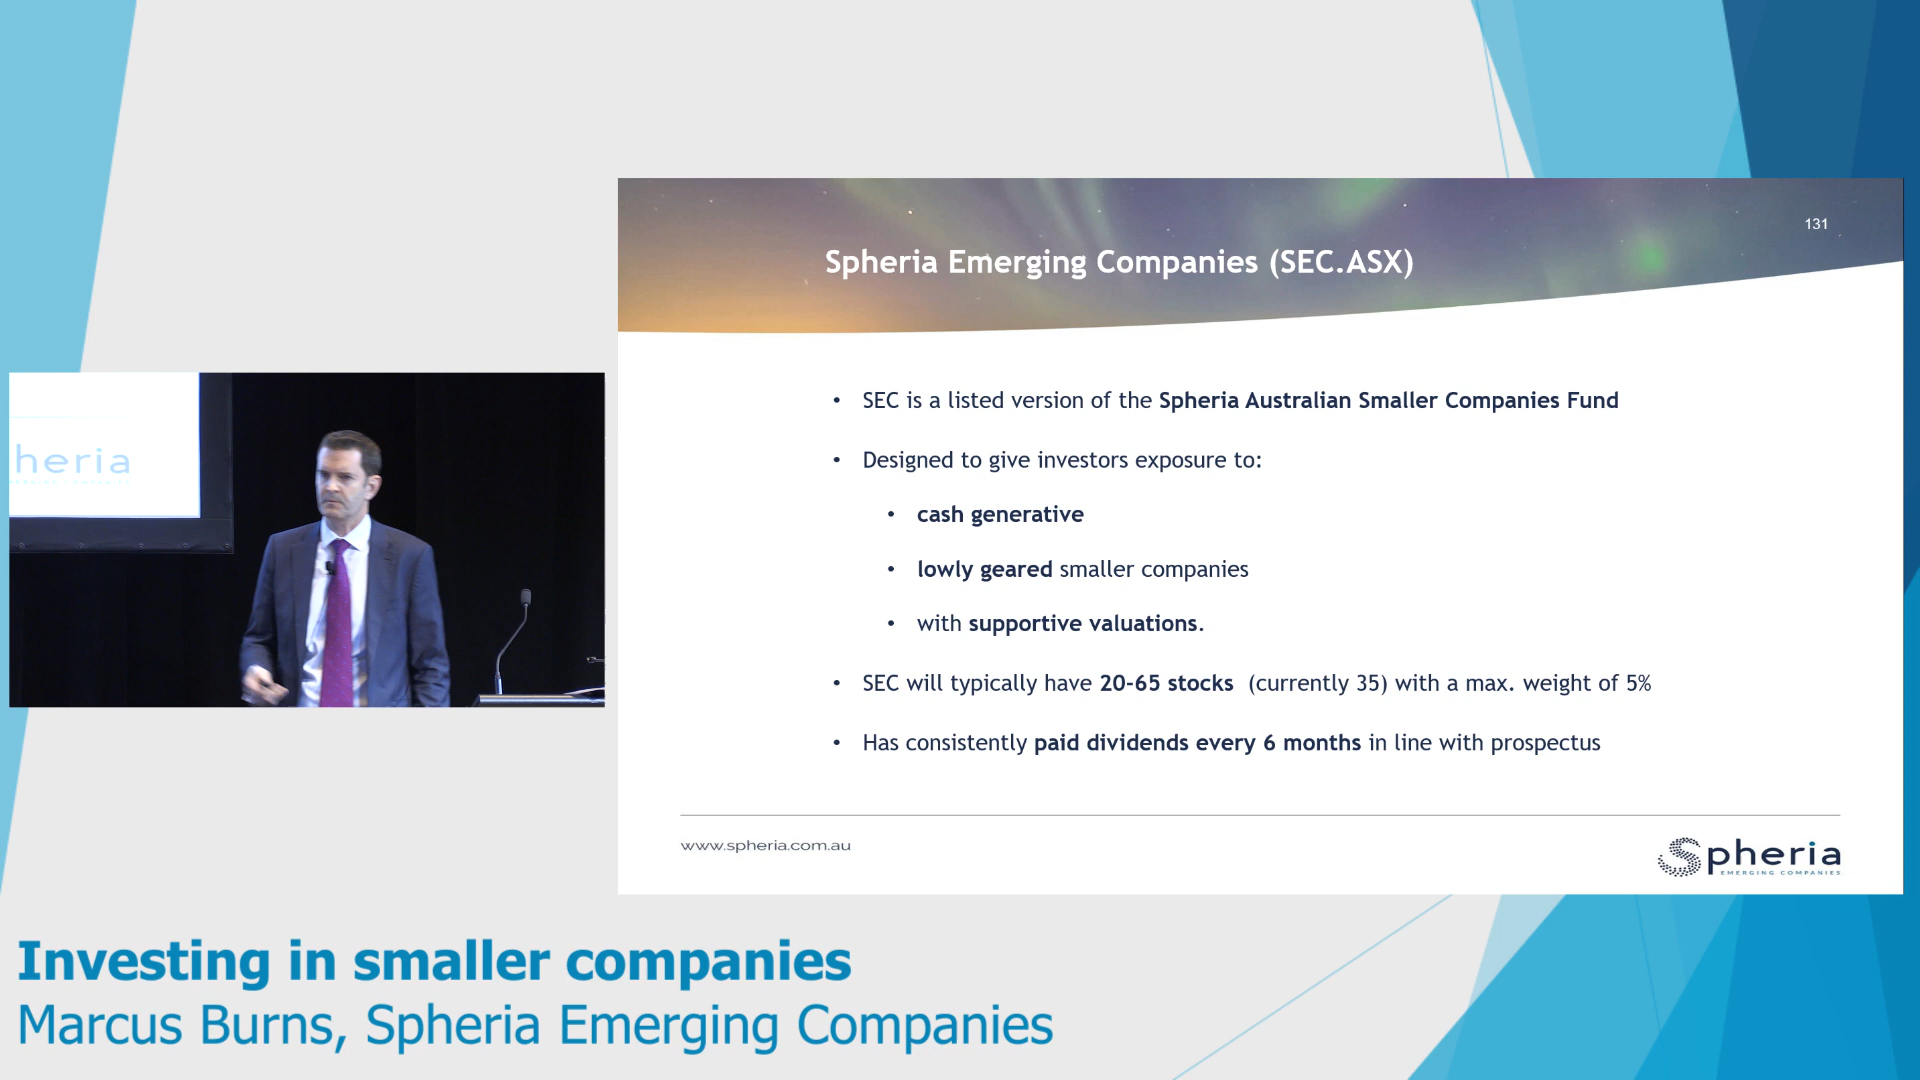 131
Spheria Emerging Companies (SEC.ASX)
• SEC is a listed version of the Spheria Australian Smaller Companies Fund
• Designed to give investors exposure to:
• cash generative
• lowly geared smaller companies
• with supportive valuations.
• SEC will typically have 20-65 stocks (currently 35) with a max. weight of 5%
• Has consistently paid dividends every 6 months in line with prospectus
www.spheria.com.au
Spheria
EMERGING COMPANIES
heria
Investing in smaller companies
Marcus Burns, Spheria Emerging Companies